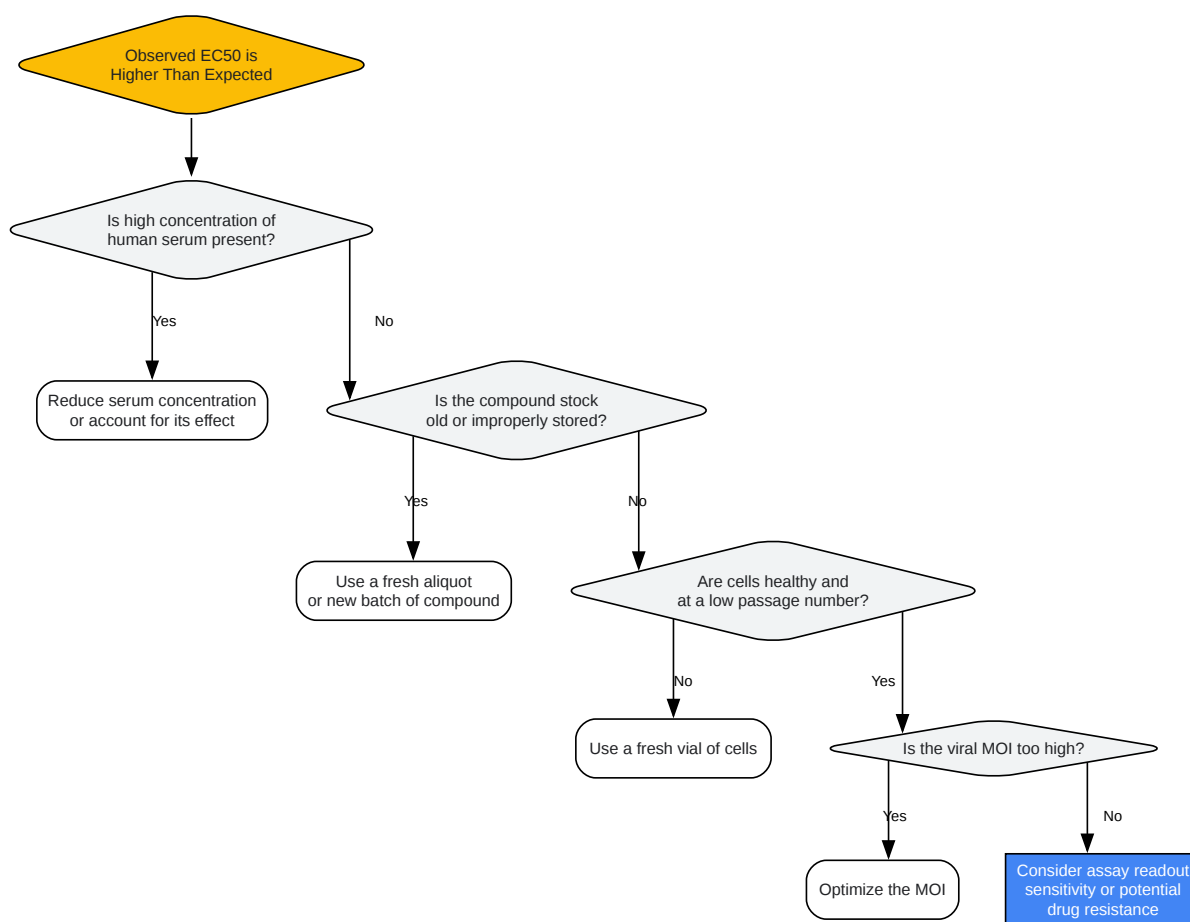 Observed EC50 is
Higher Than Expected
Is high concentration of
human serum present?
Yes
No
Reduce serum concentration
or account for its effect
Is the compound stock
old or improperly stored?
Yes
No
Use a fresh aliquot
or new batch of compound
Are cells healthy and
at a low passage number?
No
Yes
Use a fresh vial of cells
Is the viral MOI too high?
Yes
No
Optimize the MOI
Consider assay readout
sensitivity or potential
drug resistance